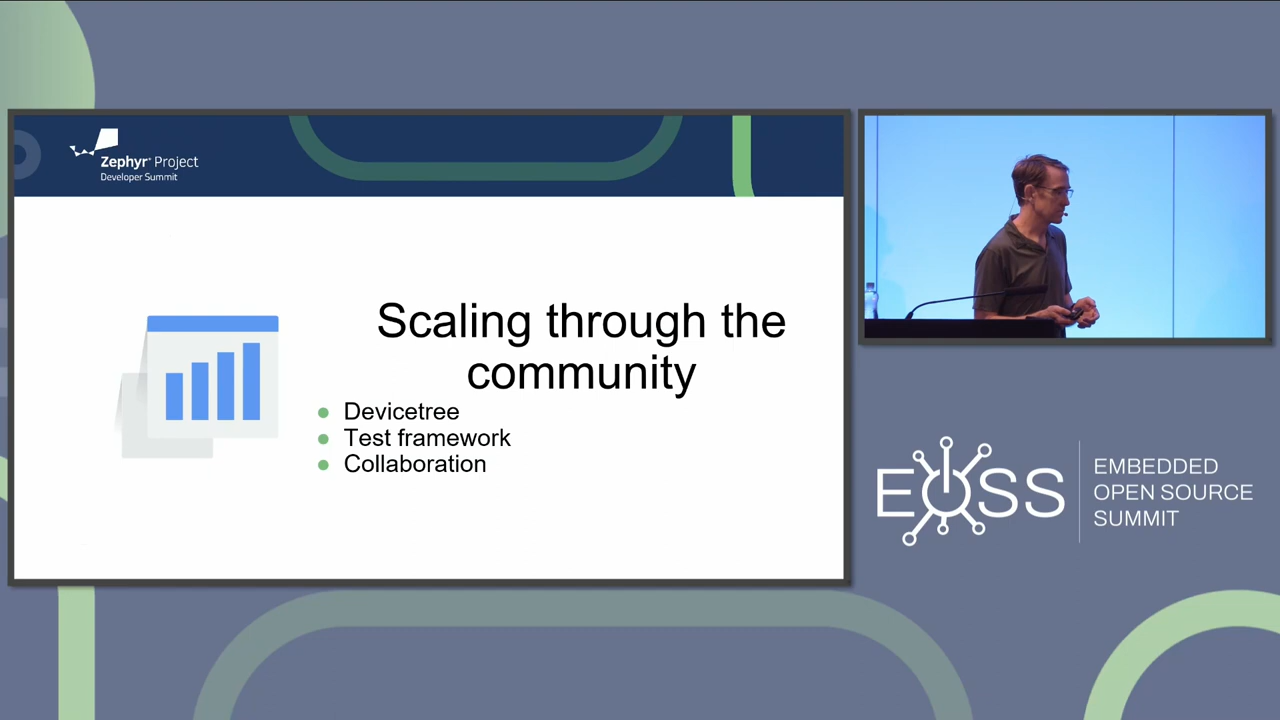 Zephyr® Project
Developer Summit
Scaling through the
community
Devicetree
Test framework
Collaboration
EOSS
EMBEDDED
OPEN SOURCE
SUMMIT